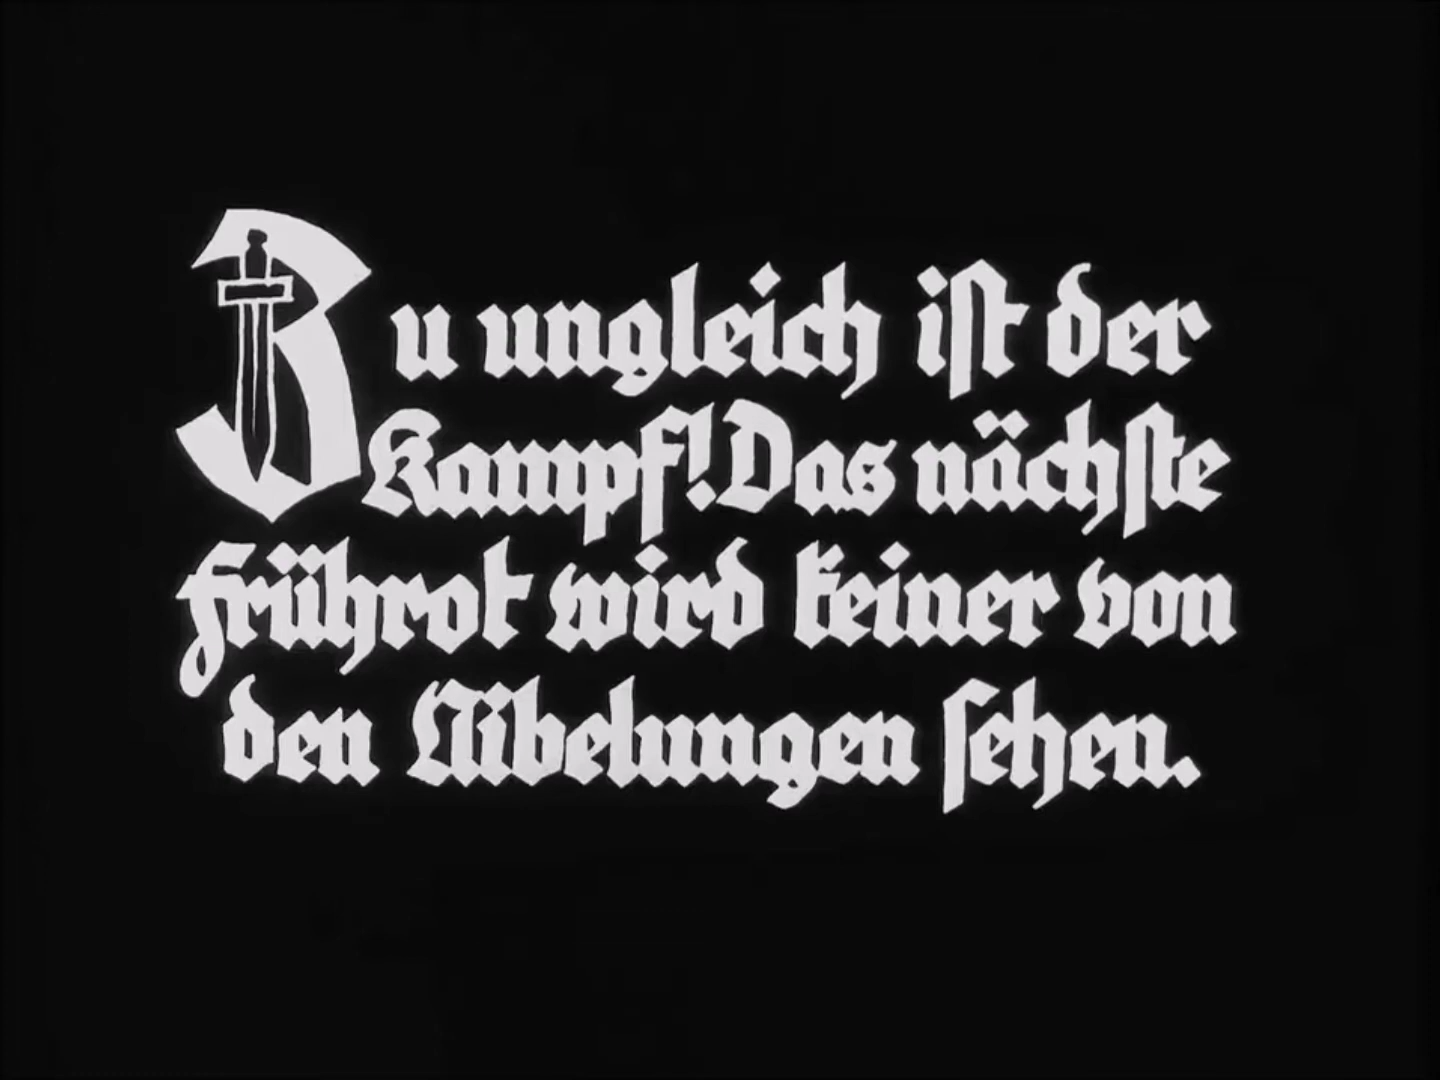 Zu ungleich iſt der
Kampf! Das nächſte
Frührot wird keiner von
den Nibelungen ſehen.